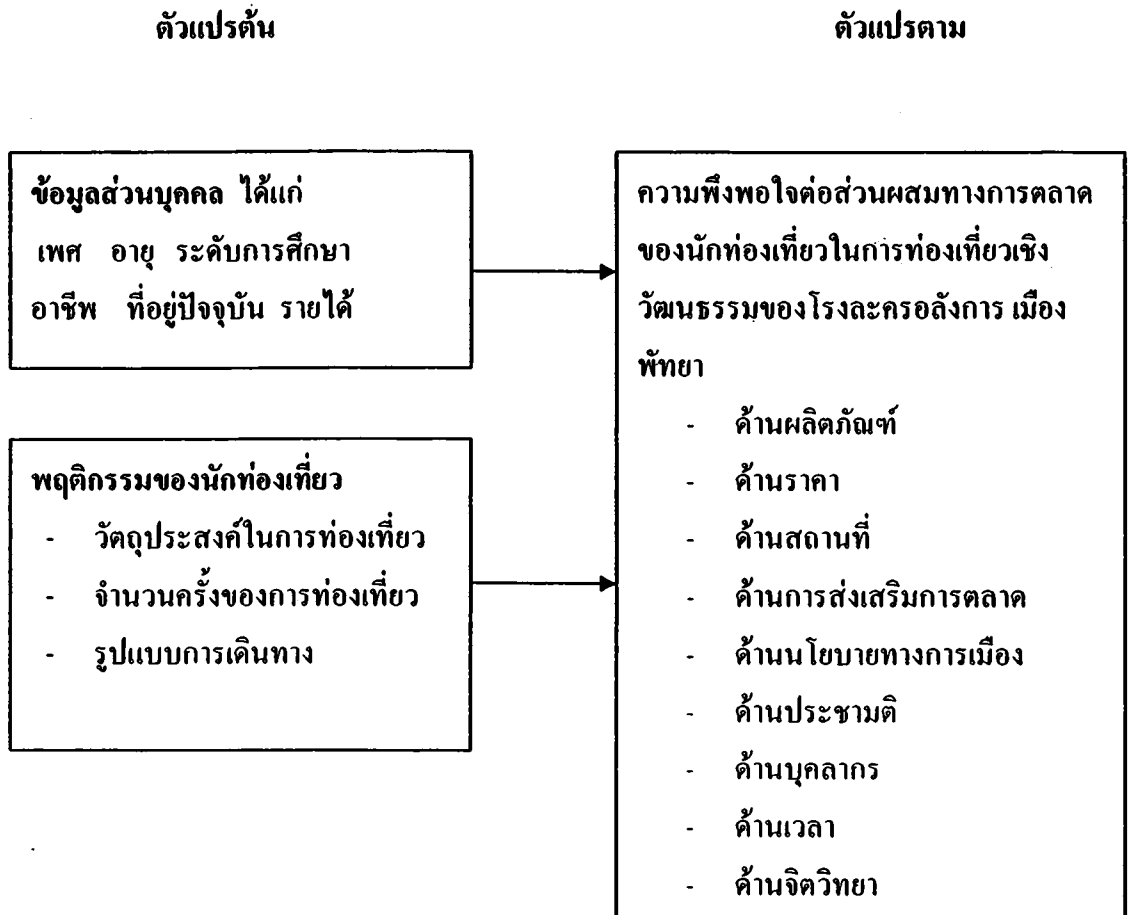 ตัวแปรต้น
ตัวแปรตาม
ข้อมูลส่วนบุคคล ได้แก่
เพศ อายุ ระดับการศึกษา
อาชีพ ที่อยู่ปัจจุบัน รายได้
พฤติกรรมของนักท่องเที่ยว
- วัตถุประสงค์ในการท่องเที่ยว
- จำนวนครั้งของการท่องเที่ยว
- รูปแบบการเดินทาง
ความพึงพอใจต่อส่วนผสมทางการตลาด
ของนักท่องเที่ยวในการท่องเที่ยวเชิง
วัฒนธรรมของโรงละครอลังการ เมือง
พัทยา
- ด้านผลิตภัณฑ์
- ด้านราคา
- ด้านสถานที่
- ด้านการส่งเสริมการตลาด
- ด้านนโยบายทางการเมือง
- ด้านประชามติ
- ด้านบุคลากร
- ด้านเวลา
- ด้านจิตวิทยา